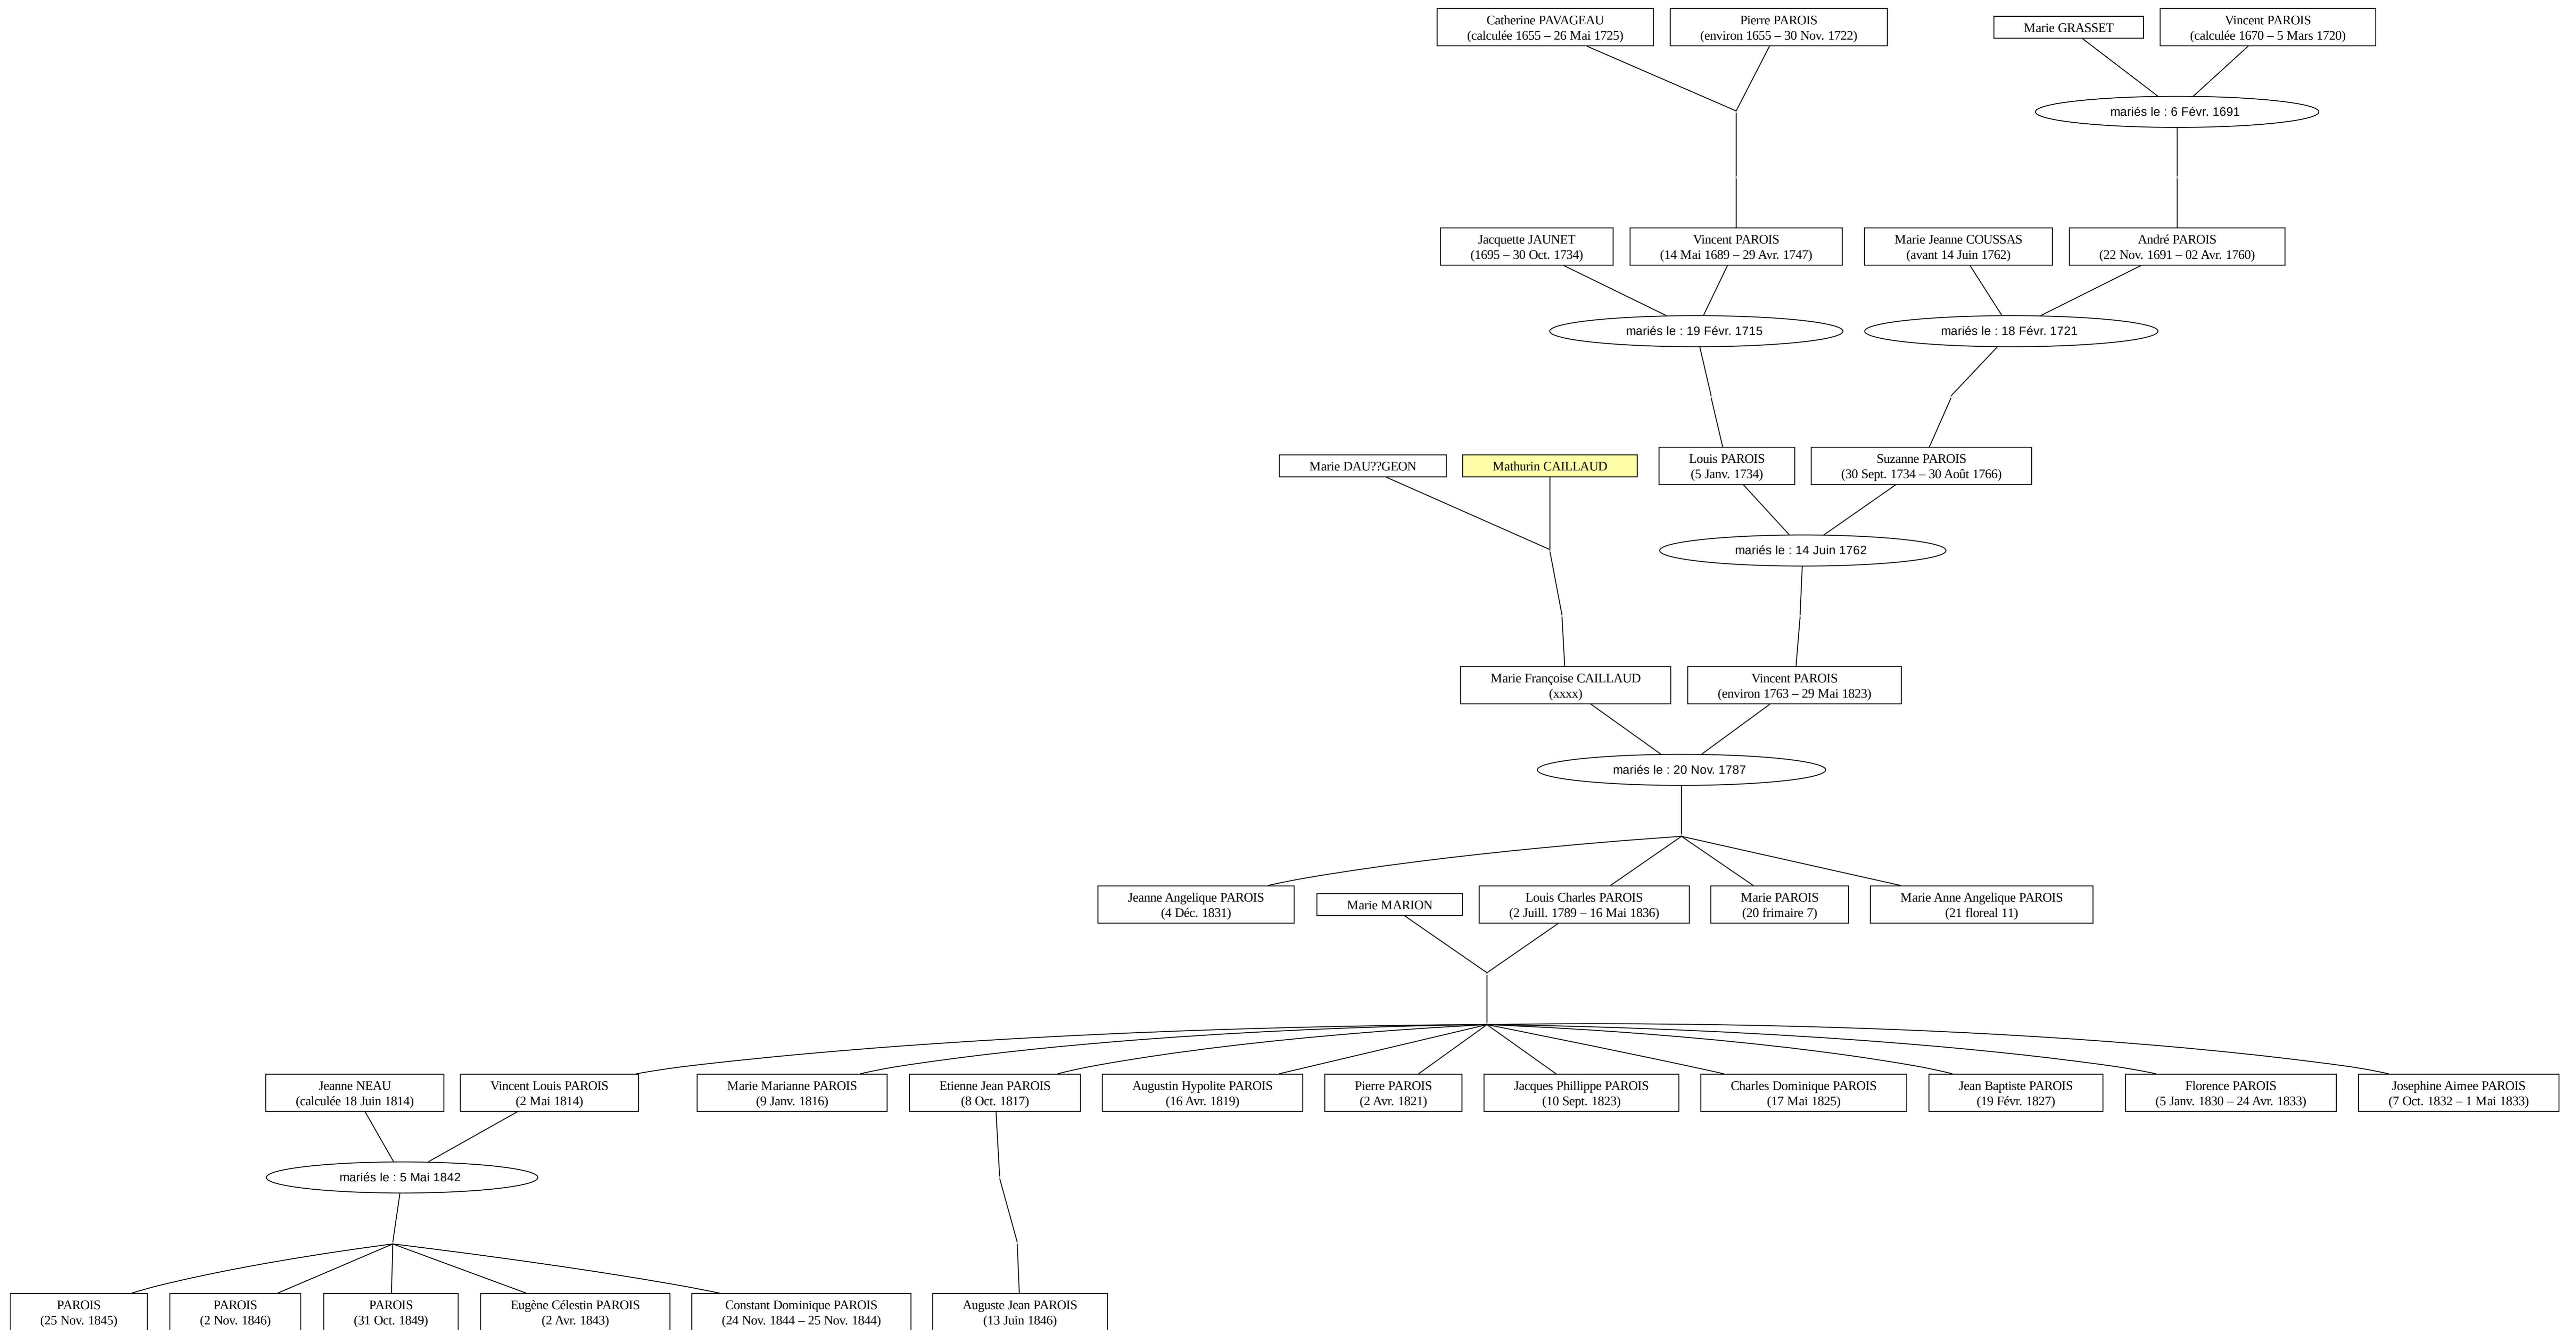 Catherine PAVAGEAU
(calculée 1655 – 26 Mai 1725)
Pierre PAROIS
(environ 1655 – 30 Nov. 1722)
Marie GRASSET
Vincent PAROIS
(calculée 1670 – 5 Mars 1720)
mariés le : 6 Févr. 1691
Jacquette JAUNET
(1695 – 30 Oct. 1734)
Vincent PAROIS
(14 Mai 1689 – 29 Avr. 1747)
Marie Jeanne COUSSAS
(avant 14 Juin 1762)
André PAROIS
(22 Nov. 1691 – 02 Avr. 1760)
mariés le : 19 Févr. 1715
mariés le : 18 Févr. 1721
Marie DAU??GEON
Mathurin CAILLAUD
Louis PAROIS
(5 Janv. 1734)
Suzanne PAROIS
(30 Sept. 1734 – 30 Août 1766)
mariés le : 14 Juin 1762
Marie Françoise CAILLAUD
(xxxx)
Vincent PAROIS
(environ 1763 – 29 Mai 1823)
mariés le : 20 Nov. 1787
Jeanne Angelique PAROIS
(4 Déc. 1831)
Marie MARION
Louis Charles PAROIS
(2 Juill. 1789 – 16 Mai 1836)
Marie PAROIS
(20 frimaire 7)
Marie Anne Angelique PAROIS
(21 floreal 11)
Jeanne NEAU
(calculée 18 Juin 1814)
Vincent Louis PAROIS
(2 Mai 1814)
Marie Marianne PAROIS
(9 Janv. 1816)
Etienne Jean PAROIS
(8 Oct. 1817)
Augustin Hypolite PAROIS
(16 Avr. 1819)
Pierre PAROIS
(2 Avr. 1821)
Jacques Phillippe PAROIS
(10 Sept. 1823)
Charles Dominique PAROIS
(17 Mai 1825)
Jean Baptiste PAROIS
(19 Févr. 1827)
Florence PAROIS
(5 Janv. 1830 – 24 Avr. 1833)
Josephine Aimee PAROIS
(7 Oct. 1832 – 1 Mai 1833)
mariés le : 5 Mai 1842
PAROIS
(25 Nov. 1845)
PAROIS
(2 Nov. 1846)
PAROIS
(31 Oct. 1849)
Eugène Célestin PAROIS
(2 Avr. 1843)
Constant Dominique PAROIS
(24 Nov. 1844 – 25 Nov. 1844)
Auguste Jean PAROIS
(13 Juin 1846)